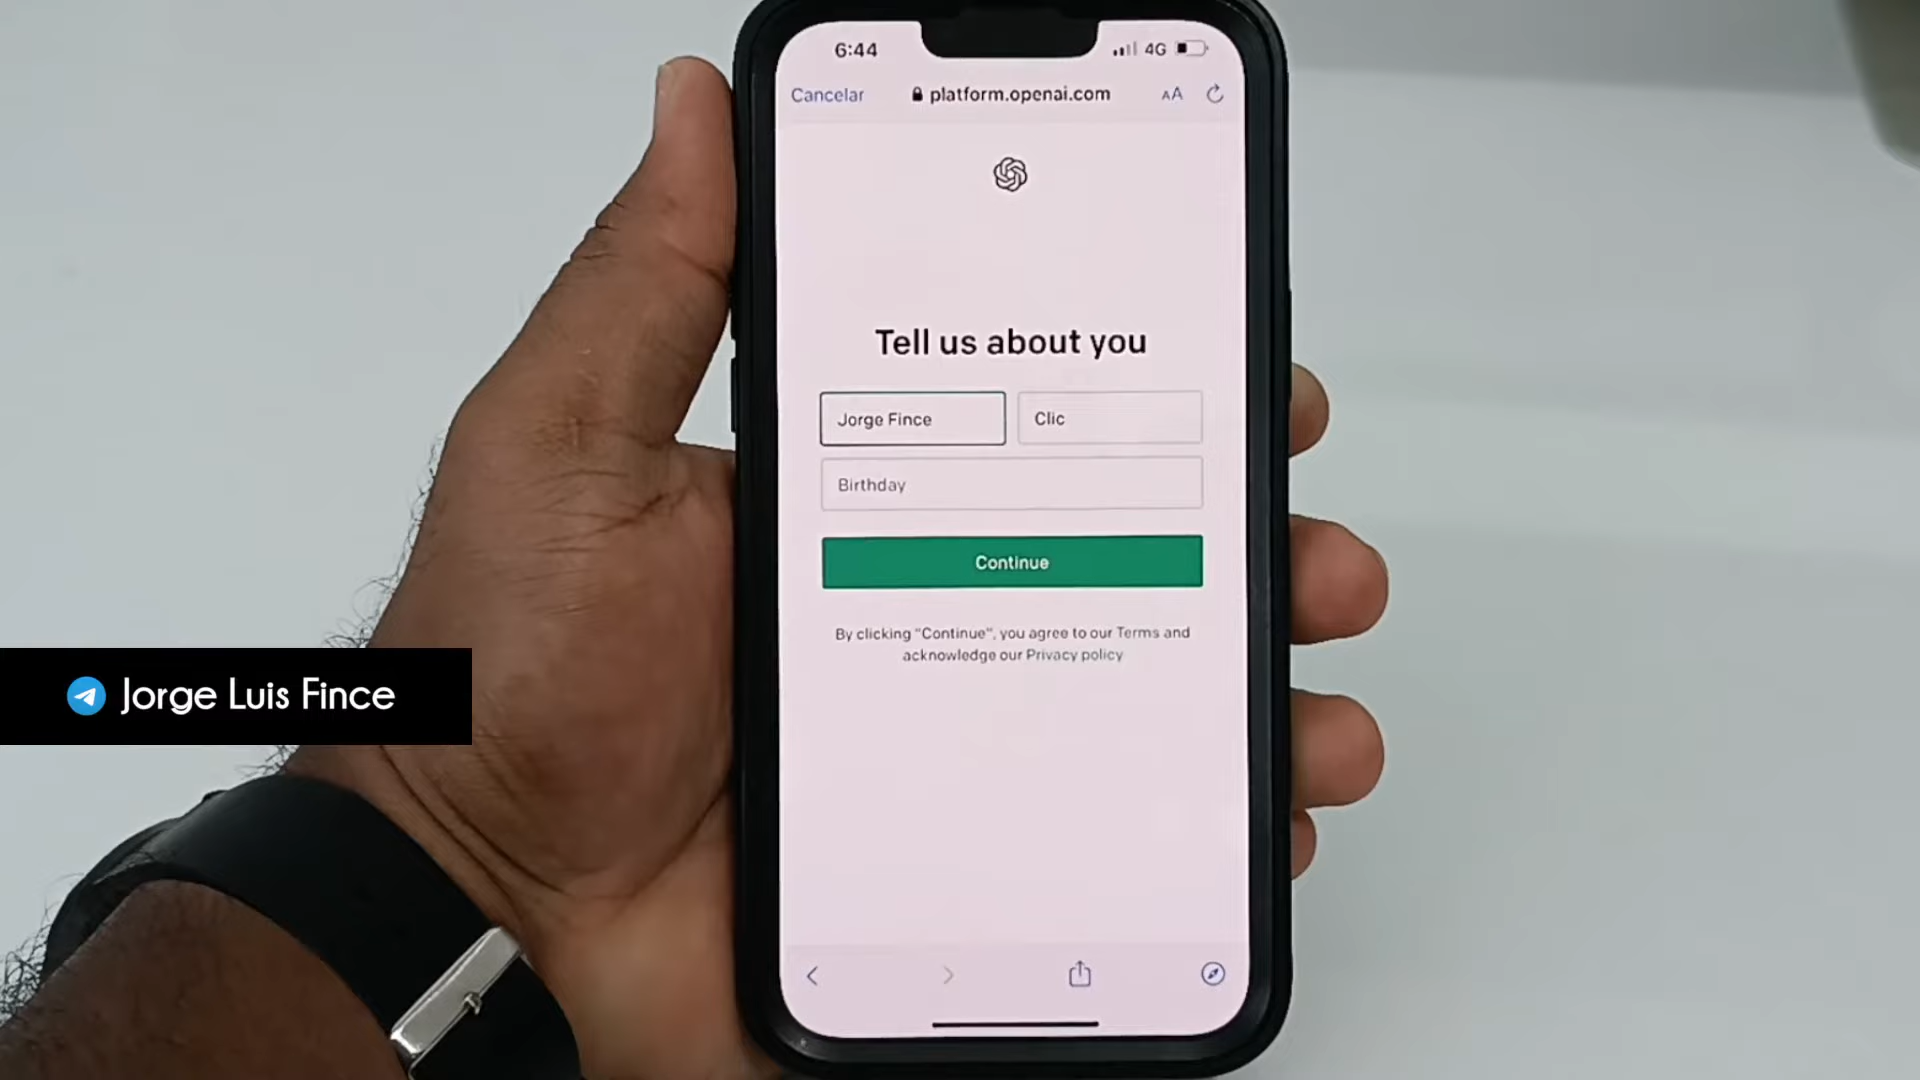 6:44
4G
Cancelar
platform.openai.com
AA
Tell us about you
Jorge Fince
Clic
Birthday
Continue
By clicking "Continue", you agree to our Terms and
acknowledge our Privacy policy
Jorge Luis Fince